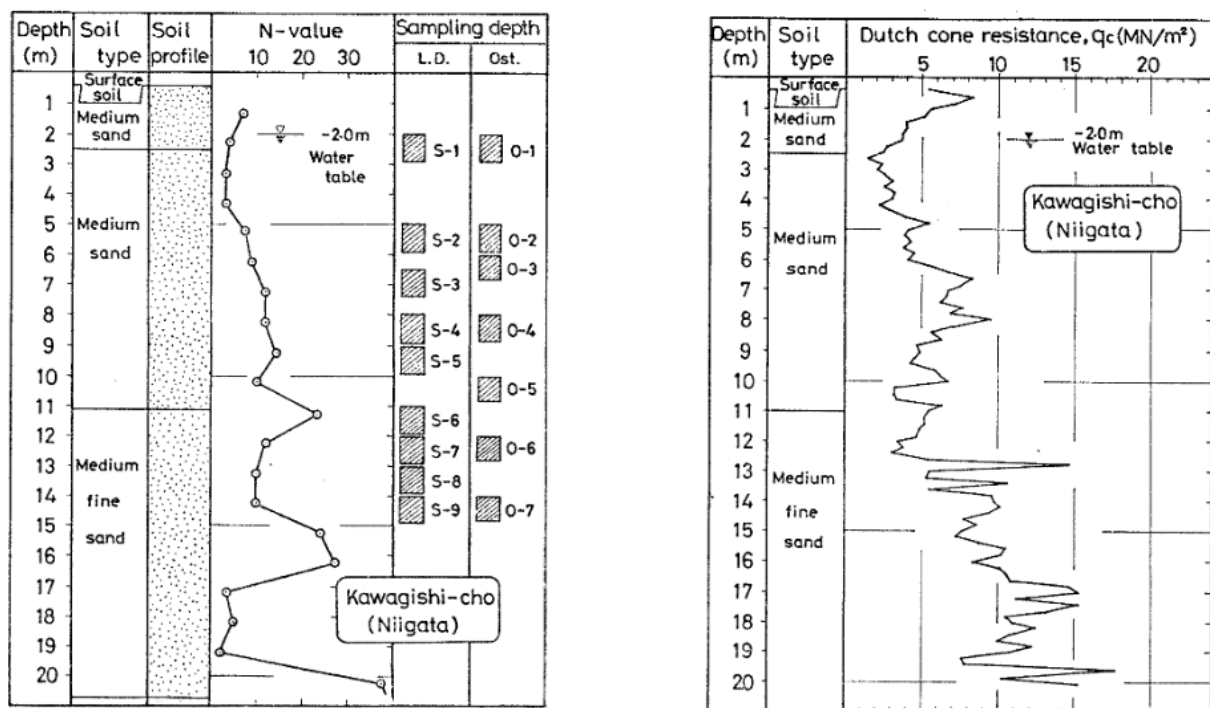 Depth Soil Soil N-value Sampling depth
(m) type profile 10 20 30 L.D. Ost.
Surface
soil
1
Medium
2
sand
-2.0m
Water
table
S-1 O-1
3
4
5
Medium
S-2 O-2
sand
6
O-3
7
S-3
8
S-4 O-4
9
S-5
10
O-5
11
S-6
12
S-7 O-6
13
Medium
S-8
14
fine
S-9 O-7
15
sand
16
17
Kawagishi-cho
(Niigata)
18
19
20
Depth Soil Dutch cone resistance, qc(MN/m²)
(m) type 5 10 15 20
Surface
soil
1
Medium
2
sand
-2.0m
Water table
3
4
Kawagishi-cho
(Niigata)
5
Medium
6
sand
7
8
9
10
11
12
13
Medium
14
fine
15
sand
16
17
18
19
20